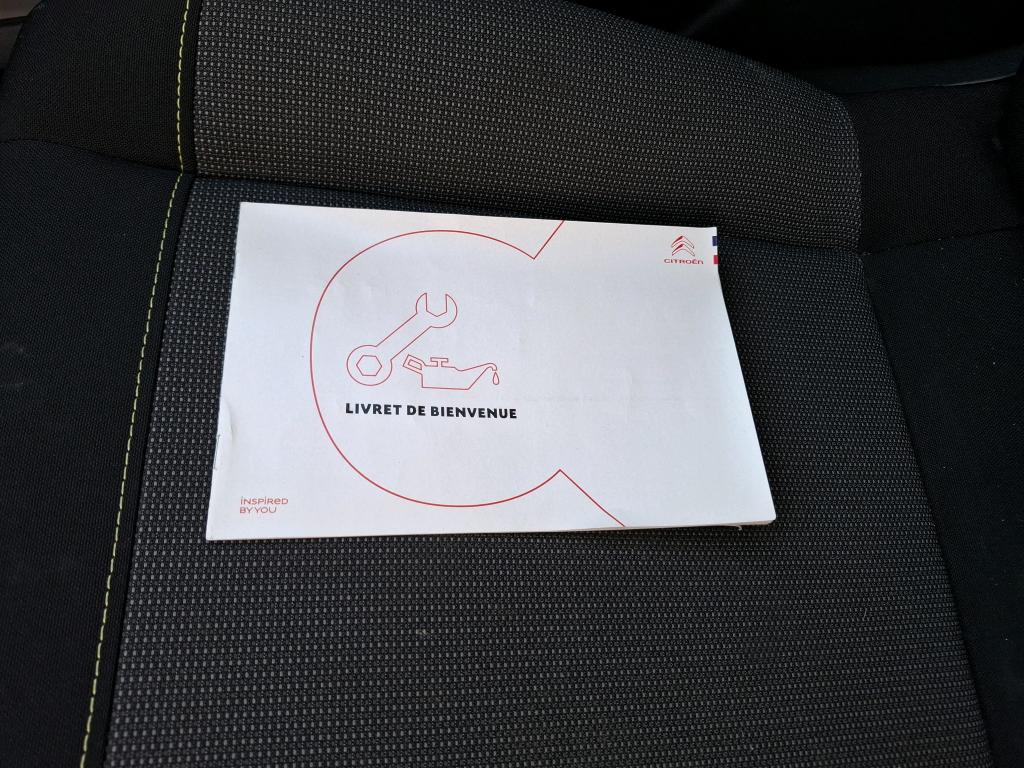 CITROËN
LIVRET DE BIENVENUE
INSPIRED
BY YOU